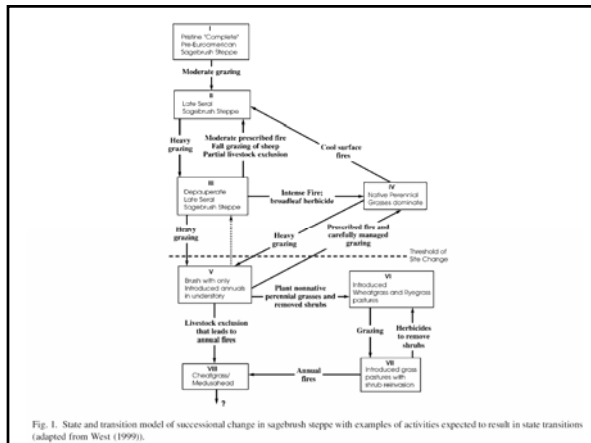 I
Pristine "Complete"
Pre-Euroamerican
Sagebrush Steppe
Moderate grazing
II
Late Seral
Sagebrush Steppe
Heavy
grazing
Moderate prescribed fire
Fall grazing of sheep
Partial livestock exclusion
Cool surface
fires
III
Depauperate
Late Seral
Sagebrush Steppe
Intense Fire;
broadleaf herbicide
IV
Native Perennial
Grasses dominate
Heavy
grazing
Heavy
grazing
Prescribed fire and
carefully managed
grazing
Threshold of
Site Change
V
Brush with only
Introduced annuals
in understory
Plant nonnative
perennial grasses and
removed shrubs
VI
Introduced
Wheatgrass and Ryegrass
pastures
Livestock exclusion
that leads to
annual fires
Grazing
Herbicides
to remove
shrubs
VIII
Cheatgrass/
Medusahead
Annual
fires
VII
Introduced grass
pastures with
shrub reinvasion
?
Fig. 1. State and transition model of successional change in sagebrush steppe with examples of activities expected to result in state transitions
(adapted from West (1999)).